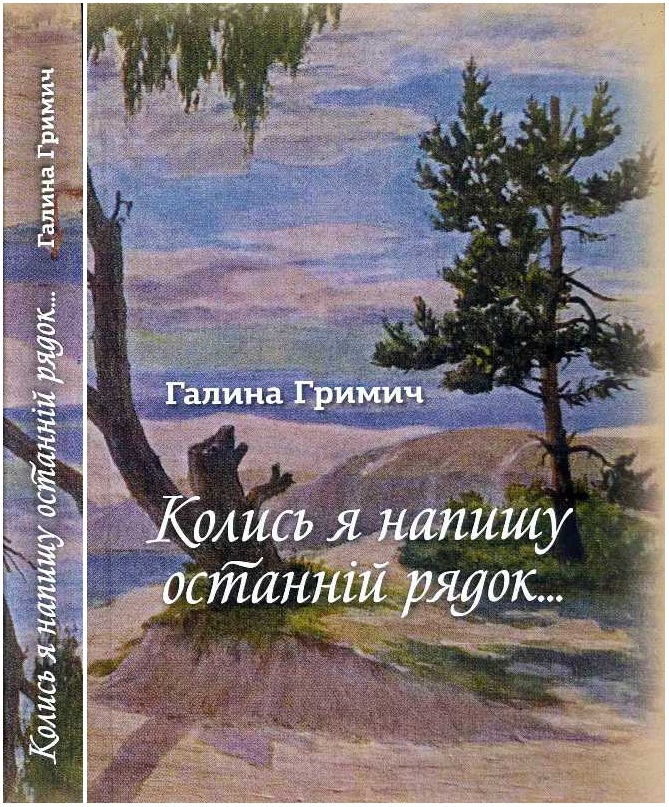 Галина Гримич
Колись я напишу останній рядок...
Галина Гримич
Колись я напишу
останній рядок...